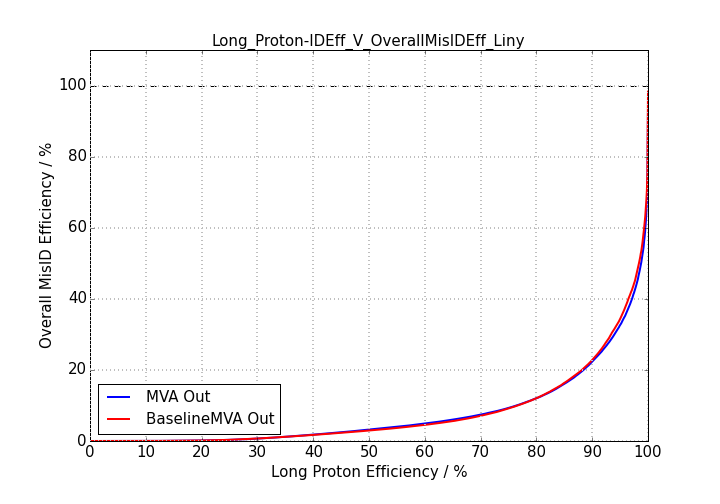 Long_Proton-IDEff_V_OverallMisIDEff_Liny
100
80
60
40
20
0
Overall MisID Efficiency / %
MVA Out
BaselineMVA Out
0 10 20 30 40 50 60 70 80 90 100
Long Proton Efficiency / %